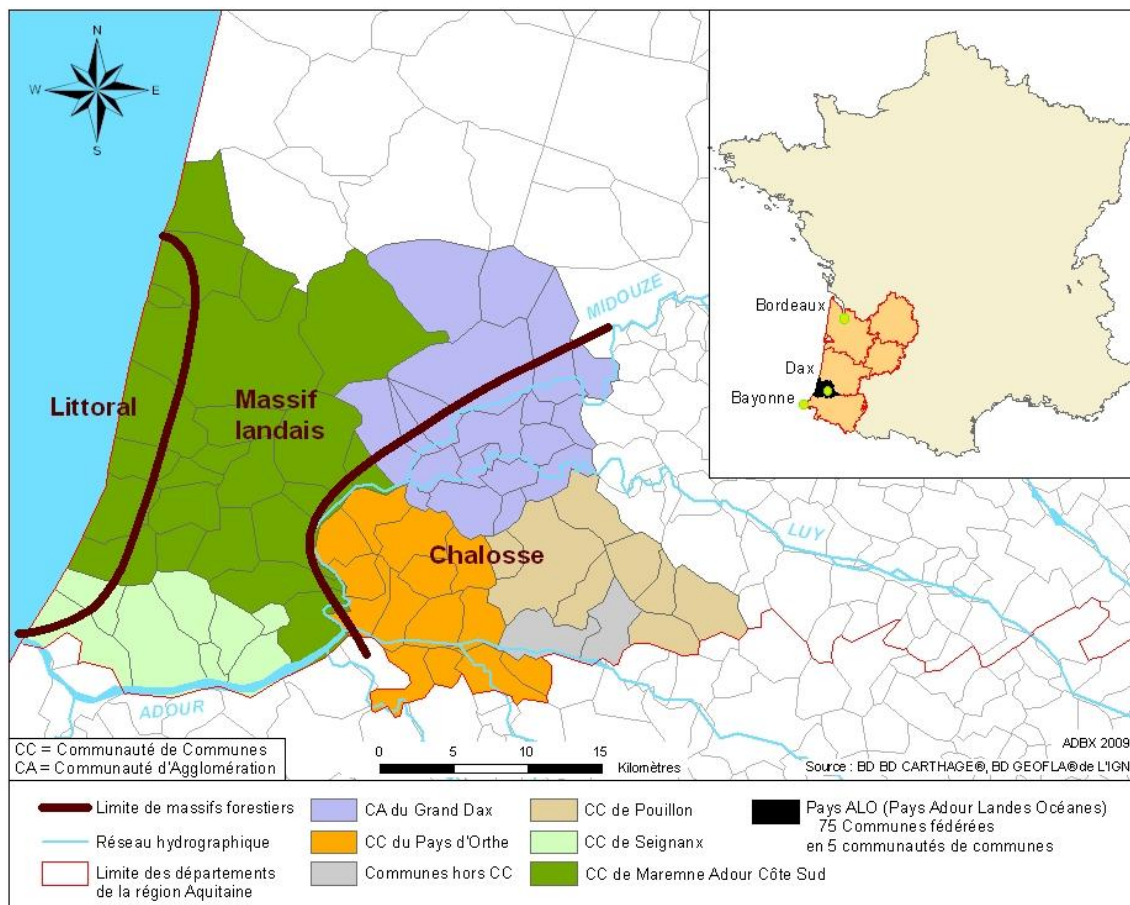 N
W
E
S
MIDOUZE
Littoral
Massif
landais
Chalosse
LUY
ADOUR
Bordeaux
Dax
Bayonne
CC = Communauté de Communes
CA = Communauté d'Agglomération
0 5 10 15
Kilomètres
ADBX 2009
Source : BD BD CARTHAGE®, BD GEOFLA®de L'IGN
Limite de massifs forestiers
Réseau hydrographique
Limite des départements
de la région Aquitaine
CA du Grand Dax
CC du Pays d'Orthe
Communes hors CC
CC de Pouillon
CC de Seignanx
CC de Maremne Adour Côte Sud
Pays ALO (Pays Adour Landes Océanes)
75 Communes fédérées
en 5 communautés de communes